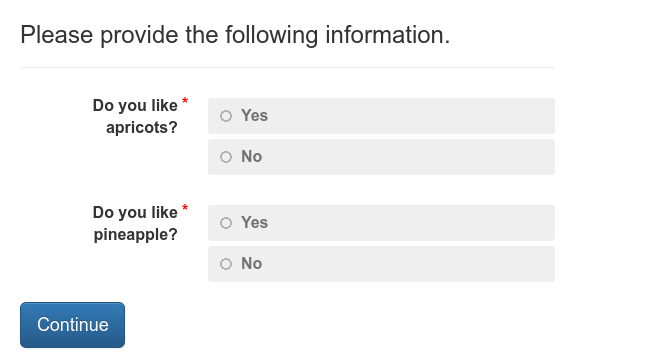 Please provide the following information.
Do you like *
apricots?
Yes
No
Do you like *
pineapple?
Yes
No
Continue